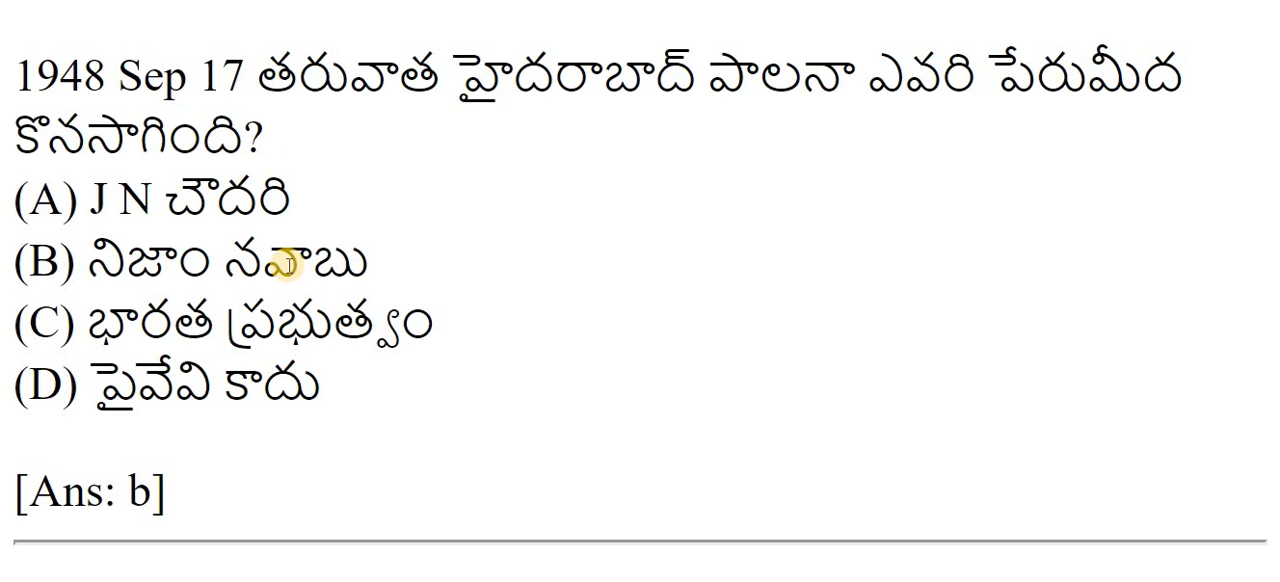 1948 Sep 17 తరువాత హైదరాబాద్ పాలనా ఎవరి పేరుమీద
కొనసాగింది?
(A) J N చౌదరి
(B) నిజాం నవాబు
(C) భారత ప్రభుత్వం
(D) పైవేవి కాదు
[Ans: b]